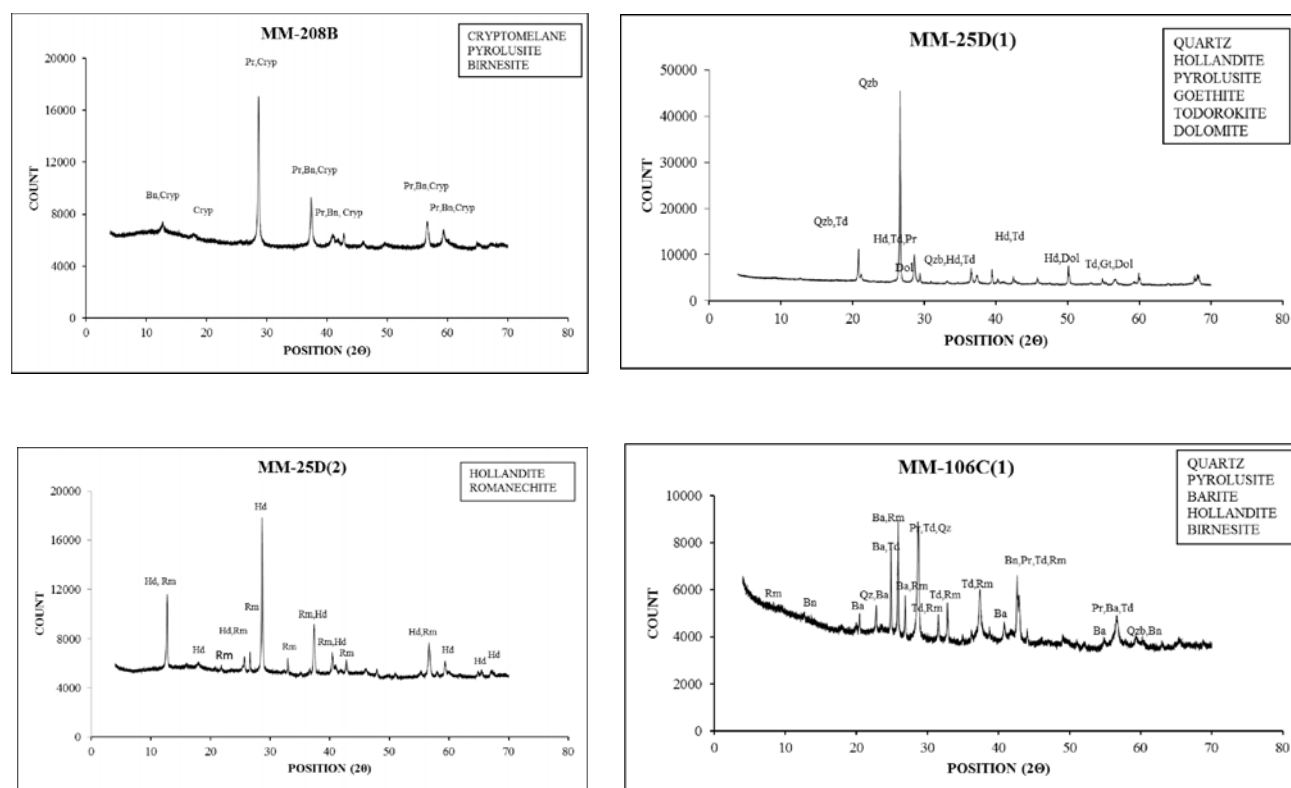 MM-208B
CRYPTOMELANE
PYROLUSITE
BIRNESITE
20000
16000
12000
8000
4000
0
COUNT
Pr,Cryp
Pr,Bn,Cryp
Bn,Cryp
Cryp
Pr,Bn, Cryp
Pr,Bn,Cryp
Pr,Bn,Cryp
0 10 20 30 40 50 60 70 80
POSITION (2Θ)
MM-25D(1)
QUARTZ
HOLLANDITE
PYROLUSITE
GOETHITE
TODOROKITE
DOLOMITE
50000
40000
30000
20000
10000
0
COUNT
Qzb
Qzb,Td
Hd,Td,Pr
Hd,Td
Dol
Qzb,Hd,Td
Hd,Dol
Td,Gt,Dol
0 10 20 30 40 50 60 70 80
POSITION (2Θ)
MM-25D(2)
HOLLANDITE
ROMANECHITE
20000
16000
12000
8000
4000
0
COUNT
Hd
Hd, Rm
Rm
Rm,Hd
Hd,Rm
Hd,Rm
Hd
Rm
Rm
Rm,Hd
Rm
Hd
Hd
Hd
0 10 20 30 40 50 60 70 80
POSITION (2θ)
MM-106C(1)
QUARTZ
PYROLUSITE
BARITE
HOLLANDITE
BIRNESITE
10000
8000
6000
4000
2000
0
COUNT
Ba,Rm
Pr,Td,Qz
Ba,Td
Bn,Pr,Td,Rm
Rm
Bn
Ba
Qz,Ba
Ba,Rm
Td,Rm
Td,Rm
Td,Rm
Ba
Pr,Ba,Td
Ba
Qzb,Bn
0 10 20 30 40 50 60 70 80
POSITION (2Θ)